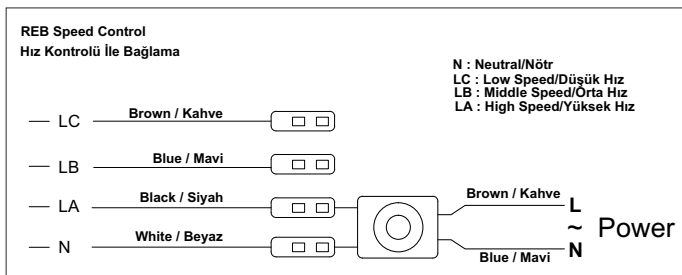 REB Speed Control
Hız Kontrolü İle Bağlama
N : Neutral/Nötr
LC : Low Speed/Düşük Hız
LB : Middle Speed/Orta Hız
LA : High Speed/Yüksek Hız
LC Brown / Kahve
LB Blue / Mavi
LA Black / Siyah
N White / Beyaz
Brown / Kahve L
~ Power
Blue / Mavi N